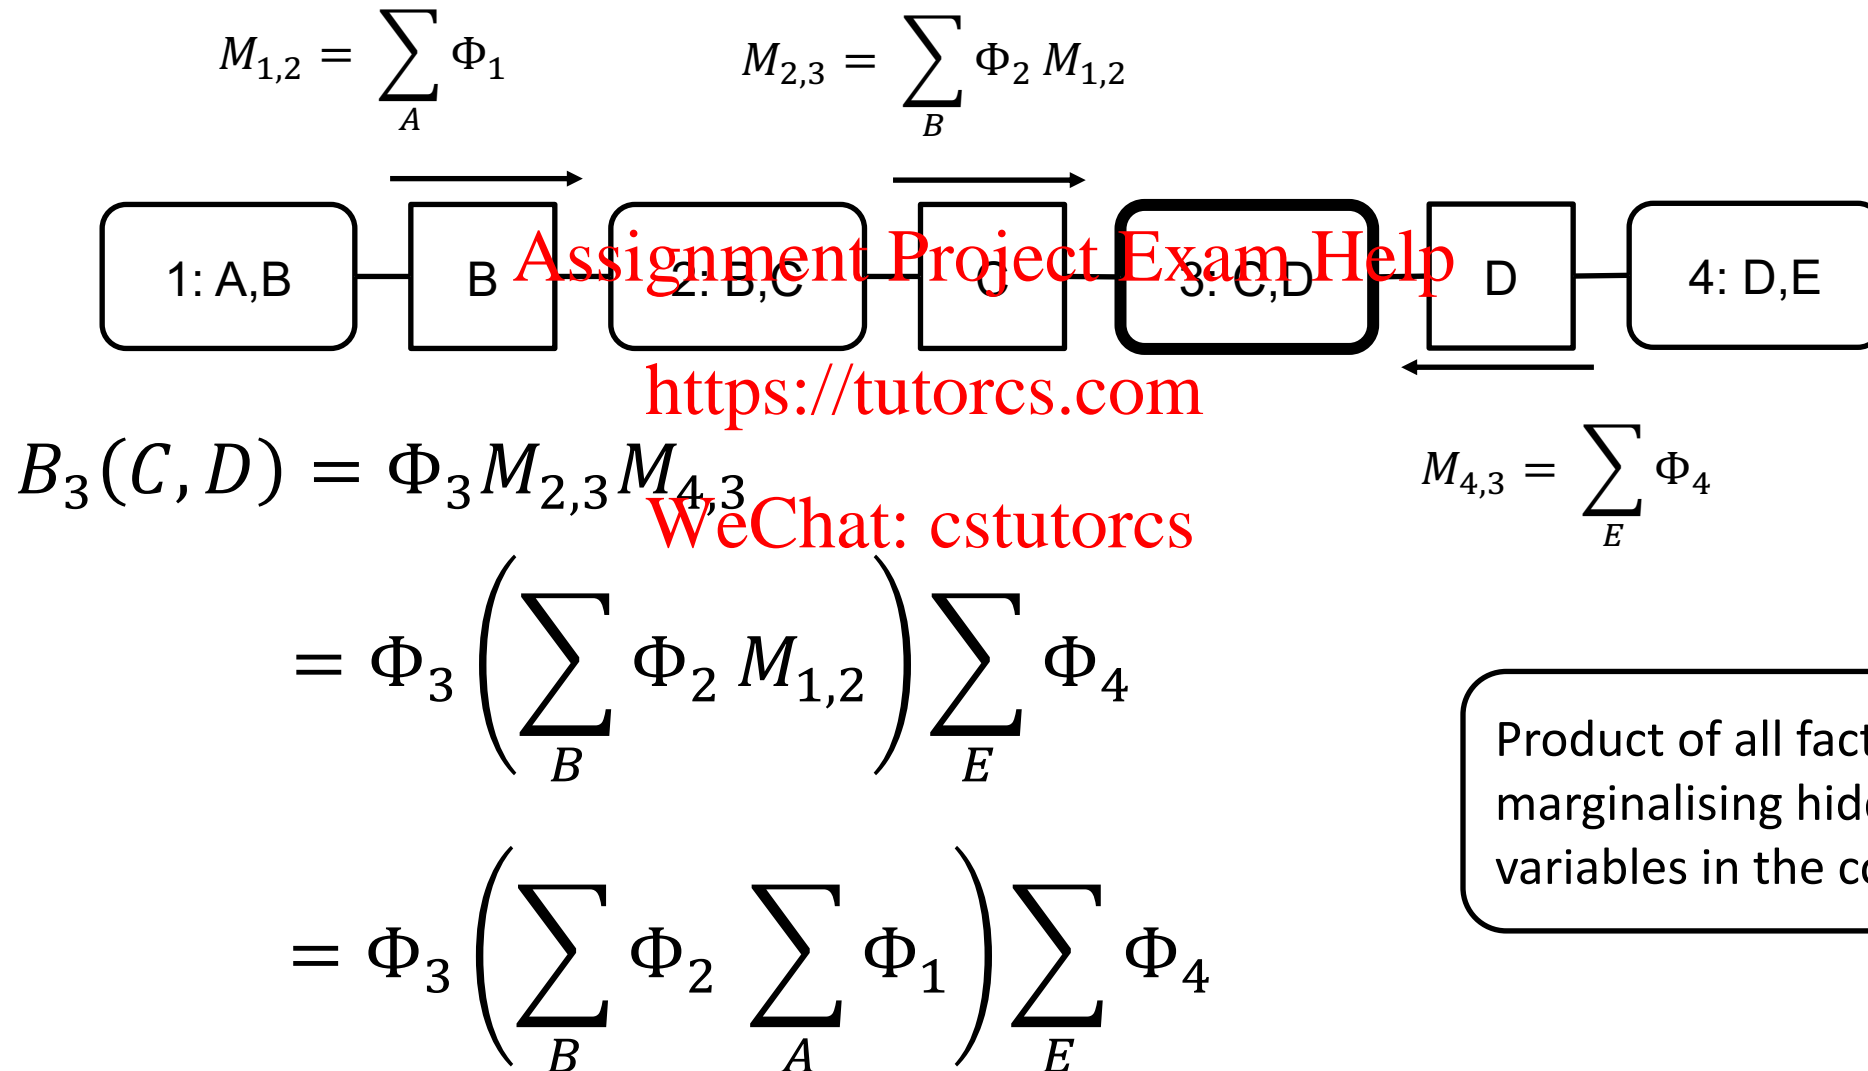 M1,2 = ∑A Φ1
M2,3 = ∑B Φ2 M1,2
1: A,B
B
2: B,C
C
3: C,D
D
4: D,E
Assignment Project Exam Help
https://tutorcs.com
B3(C, D) = Φ3M2,3M4,3
M4,3 = ∑E Φ4
WeChat: cstutorcs
= Φ3 (∑B Φ2 M1,2) ∑E Φ4
Product of all
marginalising
variables in the
= Φ3 (∑B Φ2 ∑A Φ1) ∑E Φ4